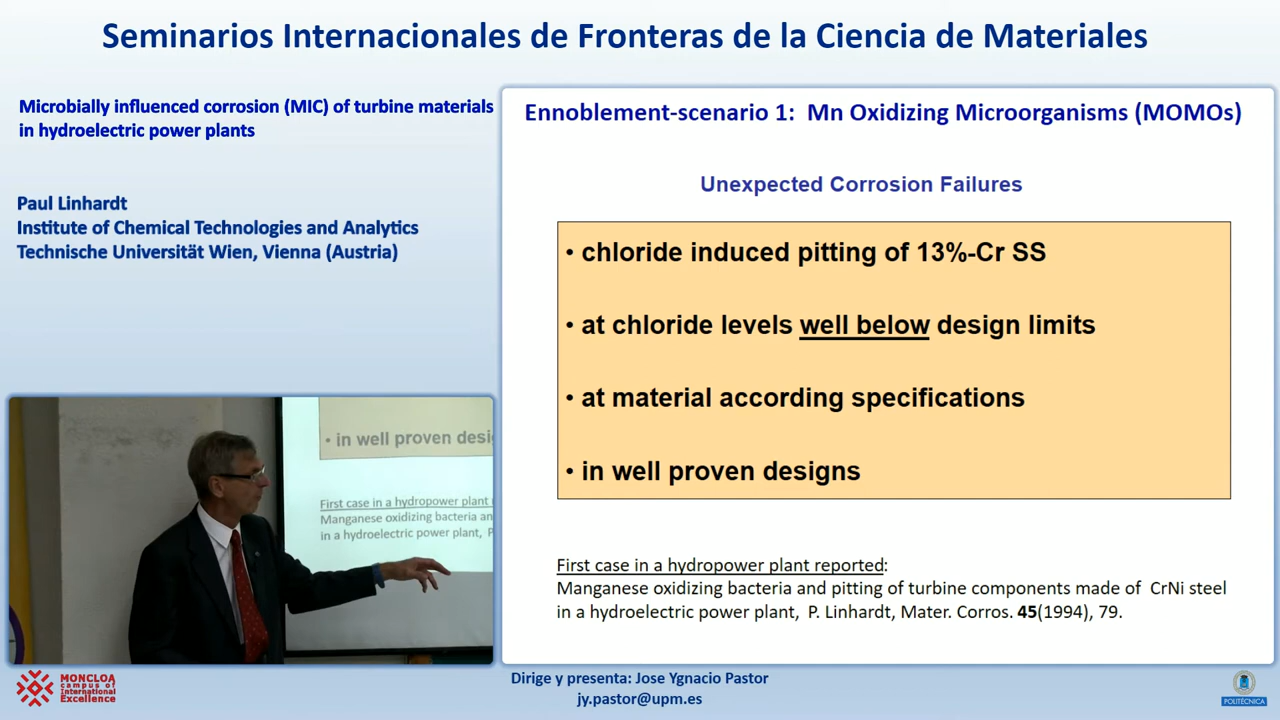 Seminarios Internacionales de Fronteras de la Ciencia de Materiales
Microbially influenced corrosion (MIC) of turbine materials
in hydroelectric power plants
Paul Linhardt
Institute of Chemical Technologies and Analytics
Technische Universität Wien, Vienna (Austria)
Ennoblement-scenario 1: Mn Oxidizing Microorganisms (MOMOs)
Unexpected Corrosion Failures
• chloride induced pitting of 13%-Cr SS
• at chloride levels well below design limits
• at material according specifications
• in well proven designs
First case in a hydropower plant reported:
Manganese oxidizing bacteria and pitting of turbine components made of CrNi steel
in a hydroelectric power plant, P. Linhardt, Mater. Corros. 45(1994), 79.
• in well proven desi
First case in a hydropower plant
Manganese oxidizing bacteria an
in a hydroelectric power plant, P
MONCLOA
campus of
International
Excellence
Dirige y presenta: Jose Ygnacio Pastor
jy.pastor@upm.es
POLITÉCNICA